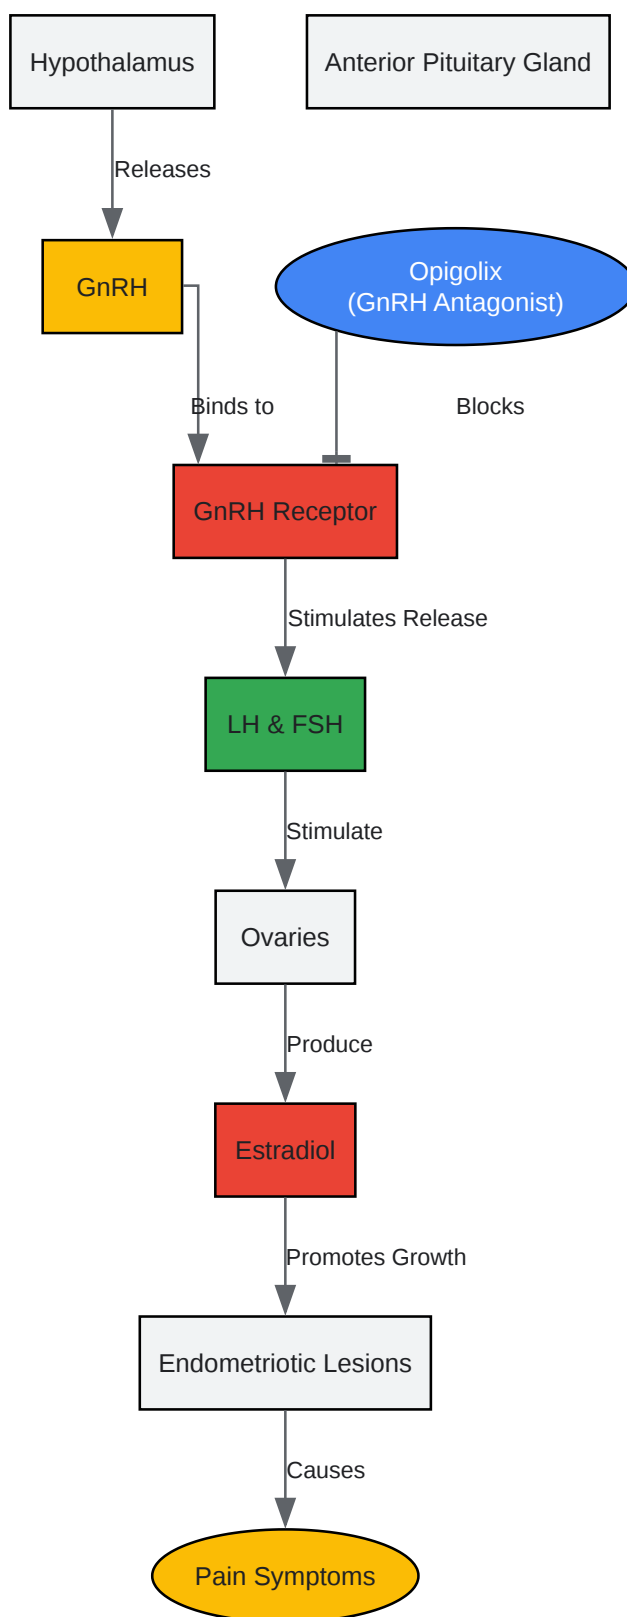 Hypothalamus
Anterior Pituitary Gland
Releases
GnRH
Opigolix
(GnRH Antagonist)
Binds to
Blocks
GnRH Receptor
Stimulates Release
LH & FSH
Stimulate
Ovaries
Produce
Estradiol
Promotes Growth
Endometriotic Lesions
Causes
Pain Symptoms